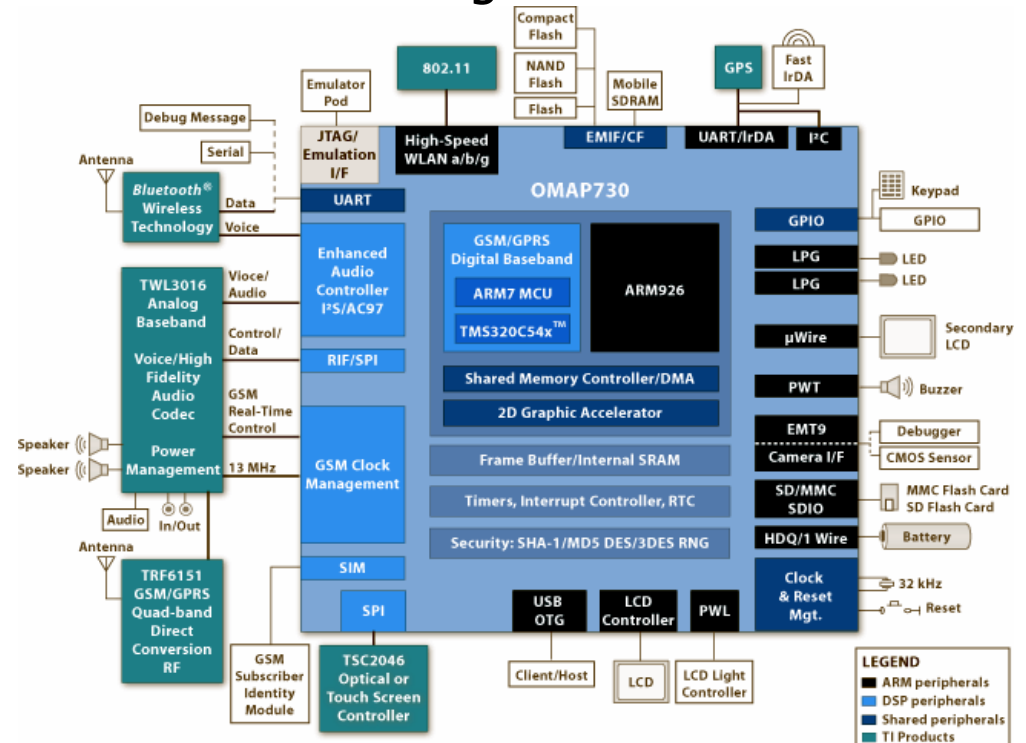 Compact
Flash
NAND
Flash
Flash
802.11
GPS
Fast
IrDA
Emulator
Pod
Mobile
SDRAM
Debug Message
Serial
JTAG/
Emulation
I/F
High-Speed
WLAN a/b/g
EMIF/CF
UART/IrDA
I²C
Antenna
Bluetooth®
Wireless
Technology
Data
Voice
UART
OMAP730
Keypad
GPIO
GPIO
Enhanced
Audio
Controller
I²S/AC97
GSM/GPRS
Digital Baseband
ARM7 MCU
TMS320C54x™
ARM926
LPG
LED
LPG
LED
TWL3016
Analog
Baseband
Voice/High
Fidelity
Audio
Codec
Power
Management
Vioce/
Audio
Control/
Data
GSM
Real-Time
Control
13 MHz
RIF/SPI
µWire
Secondary
LCD
Shared Memory Controller/DMA
PWT
Buzzer
2D Graphic Accelerator
EMT9
Camera I/F
Debugger
CMOS Sensor
Speaker
Speaker
GSM Clock
Management
Frame Buffer/Internal SRAM
Timers, Interrupt Controller, RTC
SD/MMC
SDIO
MMC Flash Card
SD Flash Card
Audio
In/Out
Security: SHA-1/MD5 DES/3DES RNG
HDQ/1 Wire
Battery
Antenna
TRF6151
GSM/GPRS
Quad-band
Direct
Conversion
RF
SIM
SPI
USB
OTG
LCD
Controller
PWL
Clock
& Reset
Mgt.
32 kHz
Reset
GSM
Subscriber
Identity
Module
TSC2046
Optical or
Touch Screen
Controller
Client/Host
LCD
LCD Light
Controller
LEGEND
ARM peripherals
DSP peripherals
Shared peripherals
TI Products